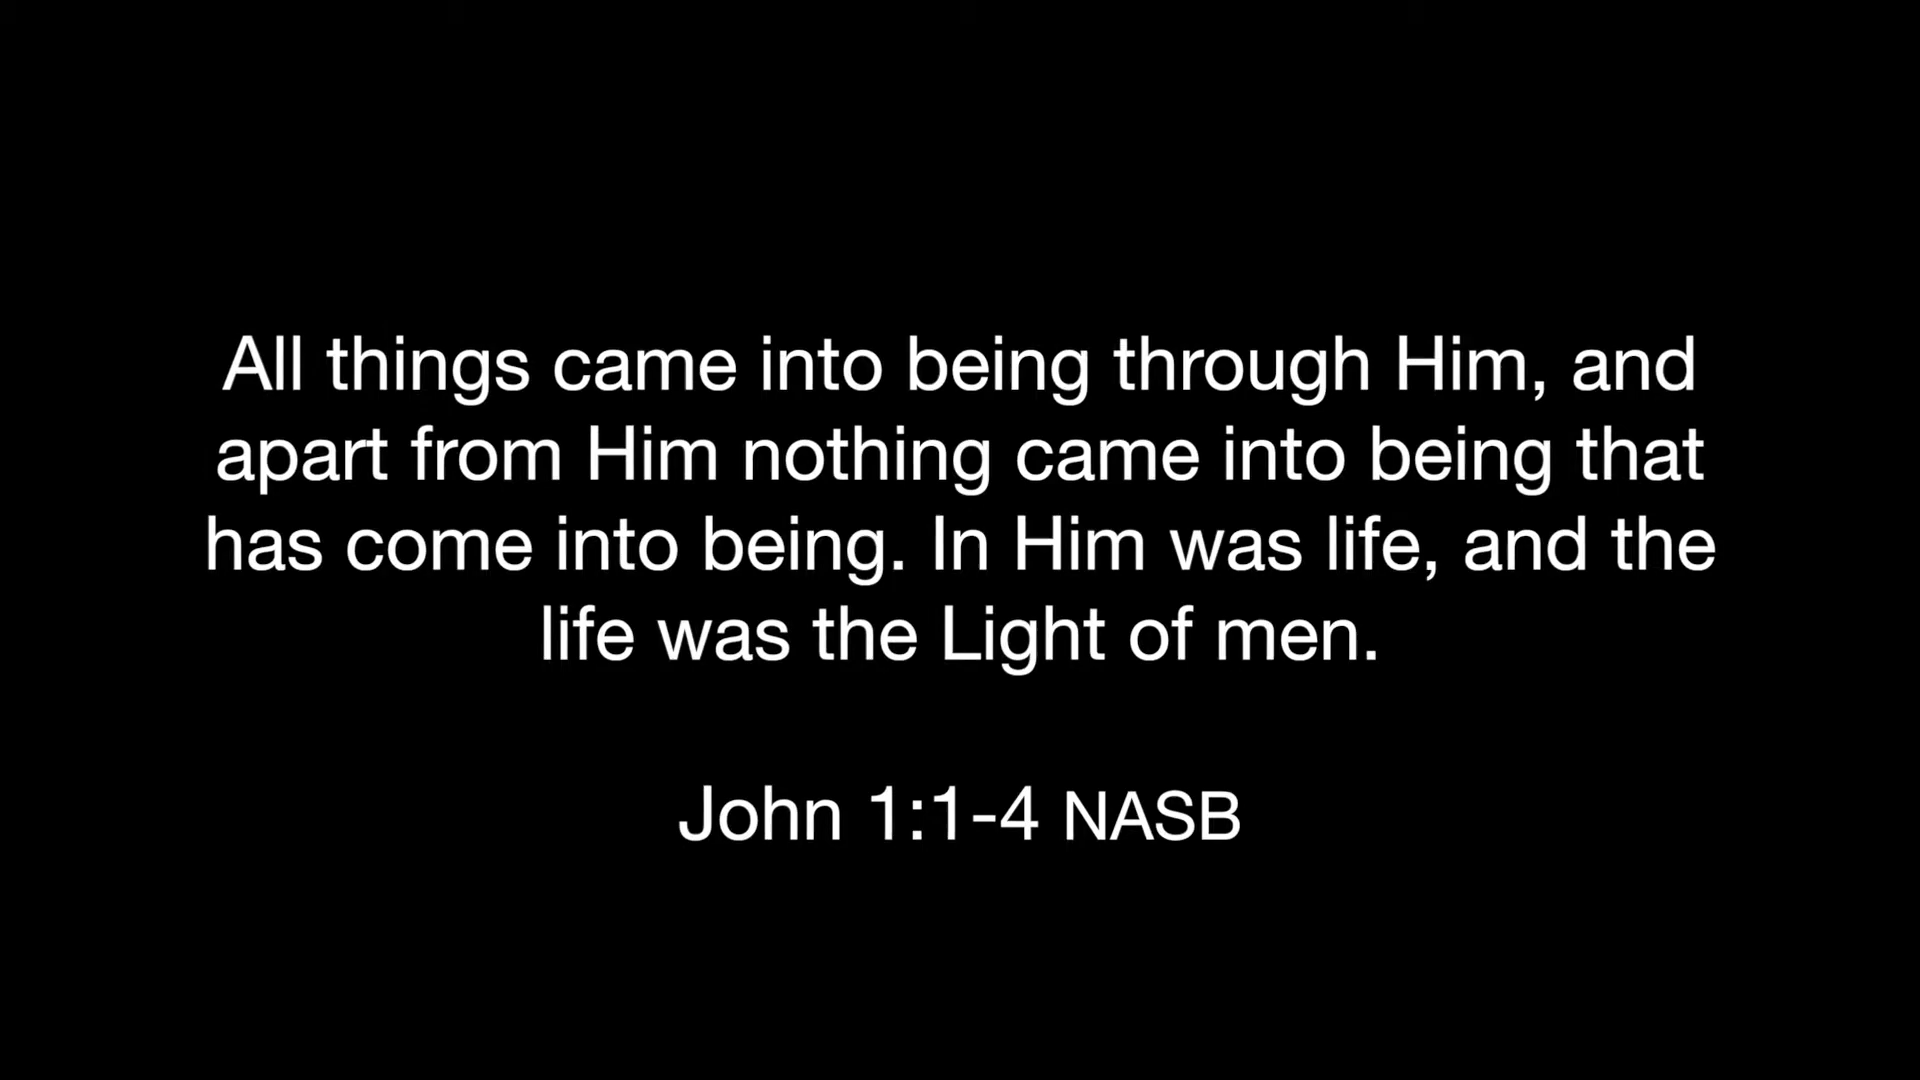 All things came into being through Him, and
apart from Him nothing came into being that
has come into being. In Him was life, and the
life was the Light of men.
John 1:1-4 NASB